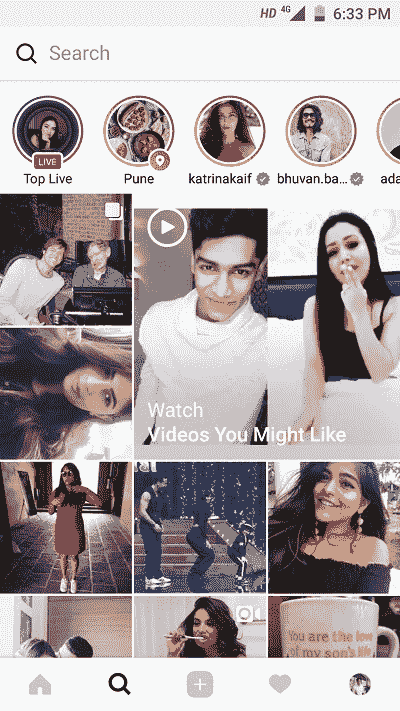 HD 4G 6:33 PM
Search
LIVE
Top Live
Pune
katrinakaif
bhuvan.ba...
ada
Watch
Videos You Might Like
You are the love
of my son's life